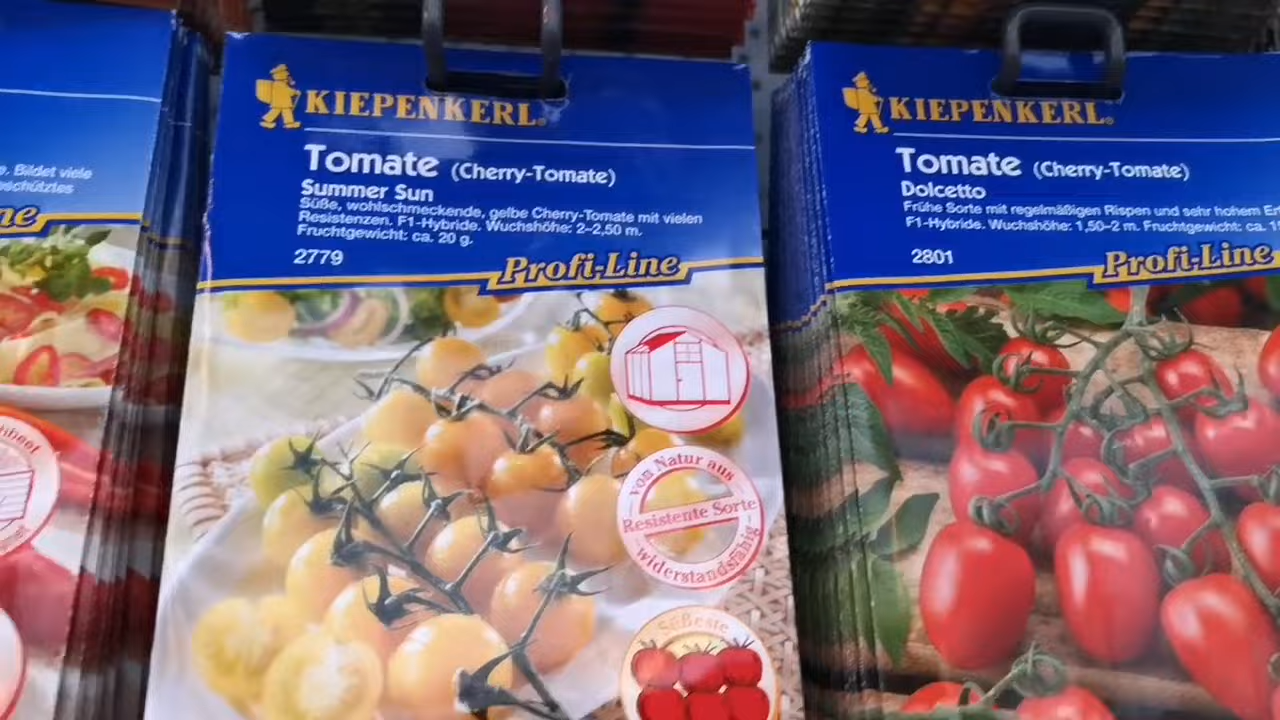 . Bildet viele
KIEPENKERL®
Tomate (Cherry-Tomate)
Summer Sun
Süße, wohlschmeckende, gelbe Cherry-Tomate mit vielen
Resistenzen. F1-Hybride. Wuchshöhe: 2–2,50 m.
Fruchtgewicht: ca. 20 g.
2779
Profi-Line
von Natur aus
Resistente Sorte
widerstandsfähig
Süßeste
KIEPENKERL®
Tomate (Cherry-Tomate)
Dolcetto
Frühe Sorte mit regelmäßigen Rispen und sehr hohem
F1-Hybride. Wuchshöhe: 1,50–2 m. Fruchtgewicht: ca.
2801
Profi-Line